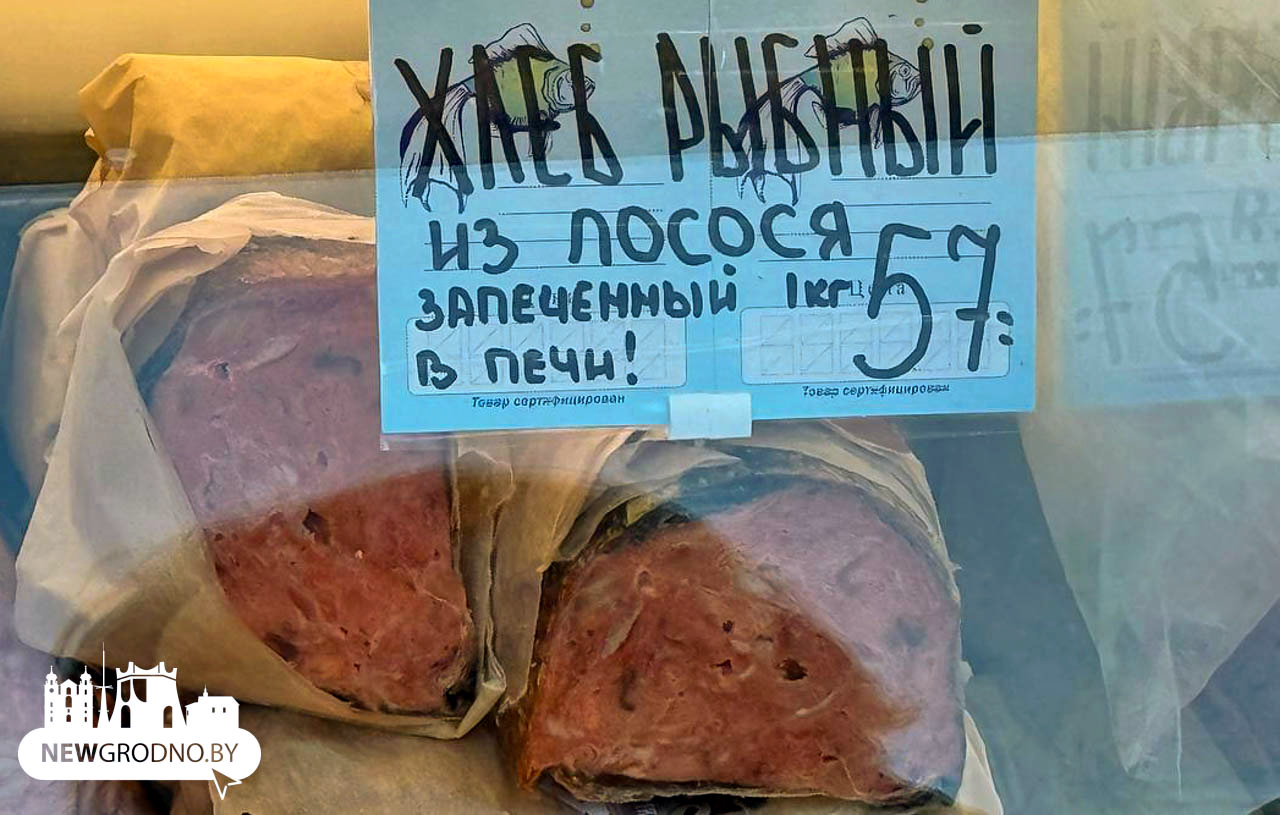 ХЛЕБ РЫБНЫЙ
ИЗ ЛОСОСЯ
ЗАПЕЧЕННЫЙ 1кг 57=
В ПЕЧИ!
Товар сертифицирован Товар сертифицирован
NEWGRODNO.BY